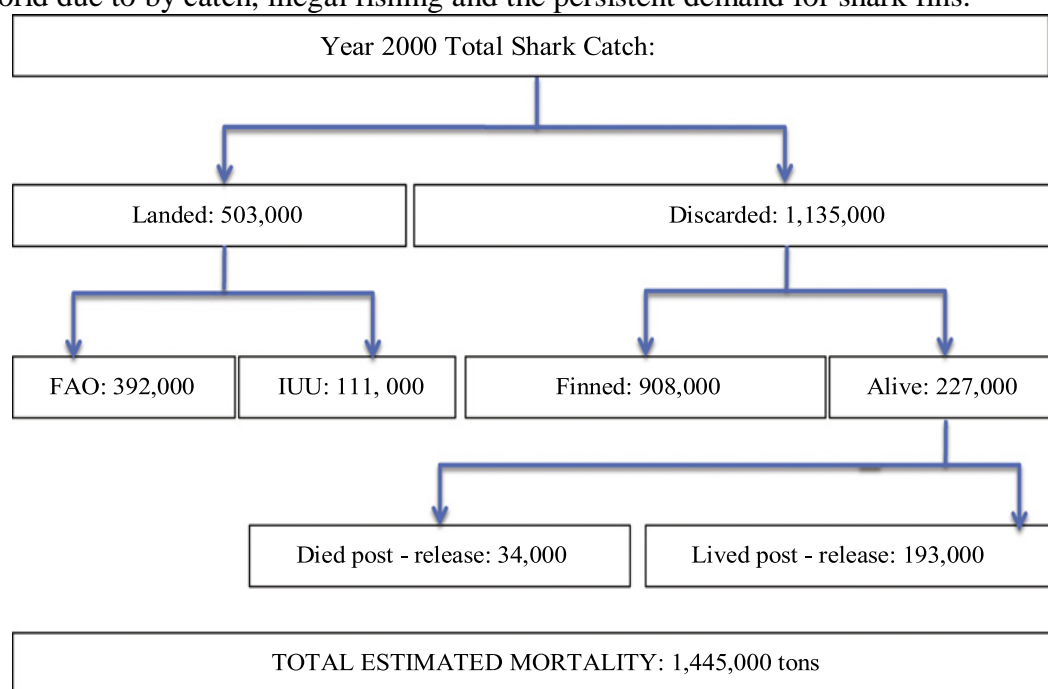 due to by catch, illegal fishing and the persistent demand for shark fins.
Year 2000 Total Shark Catch:
Landed: 503,000
Discarded: 1,135,000
FAO: 392,000
IUU: 111, 000
Finned: 908,000
Alive: 227,000
Died post - release: 34,000
Lived post - release: 193,000
TOTAL ESTIMATED MORTALITY: 1,445,000 tons